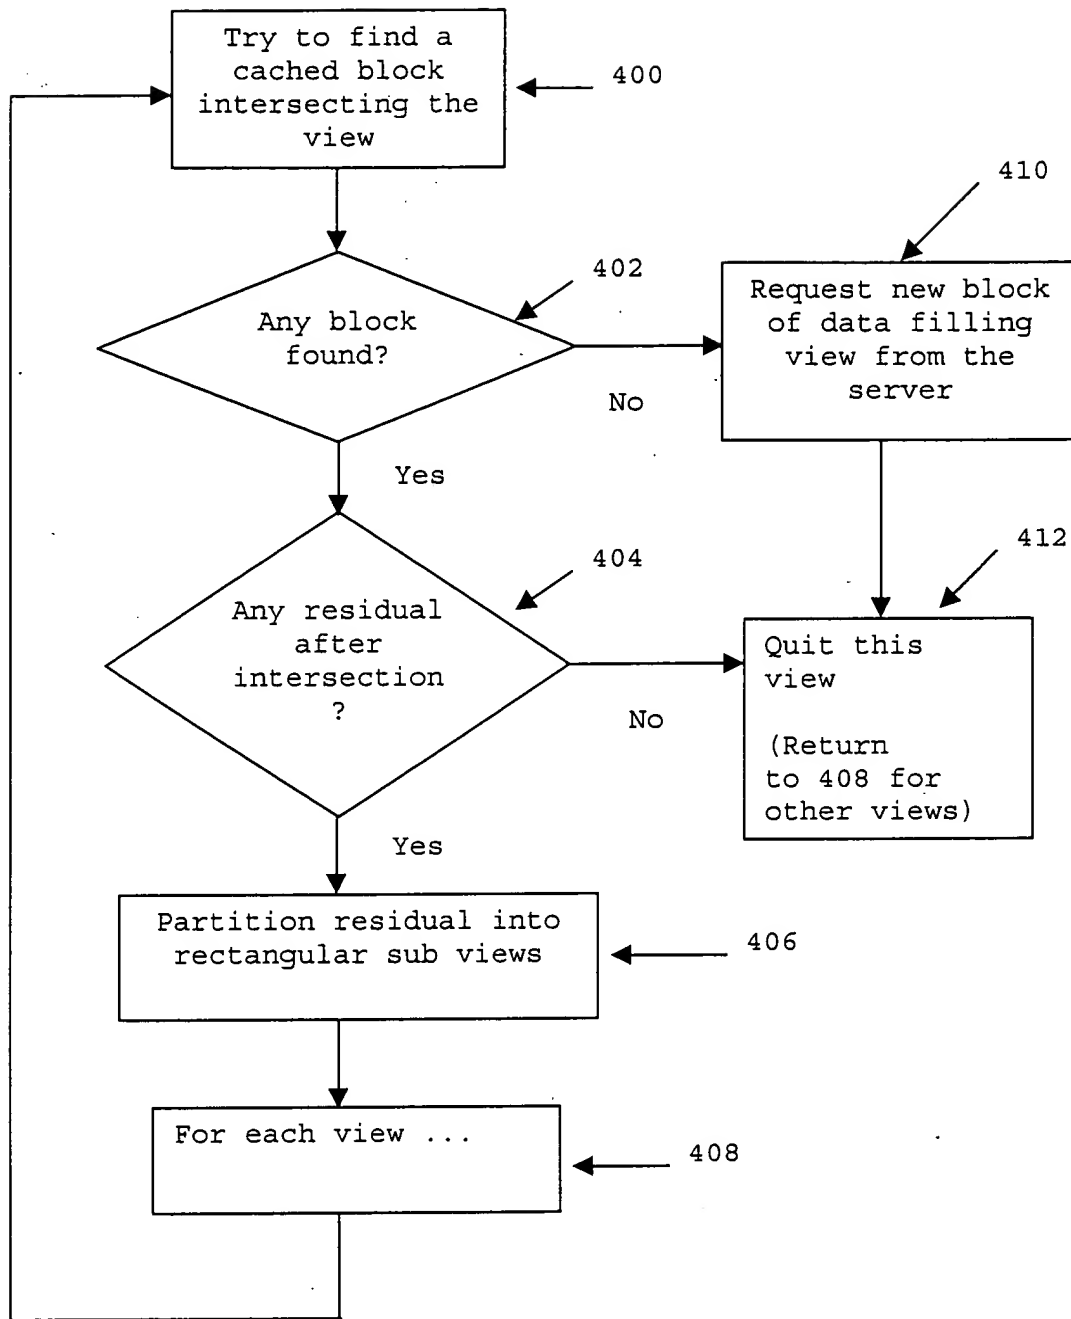 Try to find a
cached block
intersecting the
view
400
410
402
Any block
found?
Request new block
of data filling
view from the
server
No
Yes
404
412
Any residual
after
intersection
?
Quit this
view
No
(Return
to 408 for
other views)
Yes
Partition residual into
rectangular sub views
406
For each view ...
408